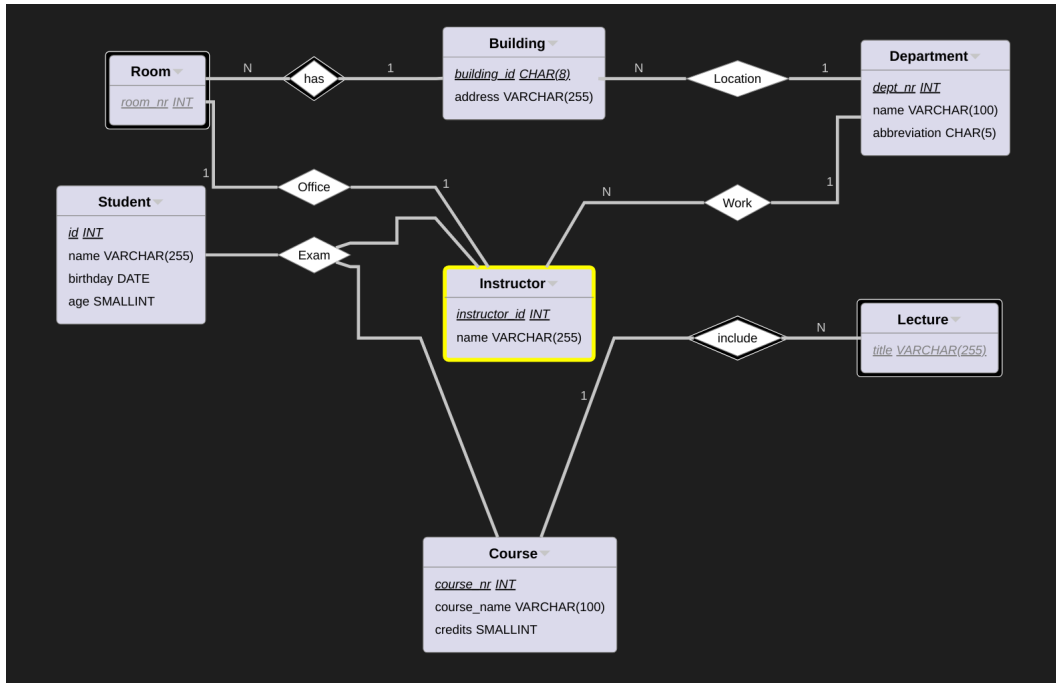 Building
building_id CHAR(8)
address VARCHAR(255)
Room
room_nr INT
N
has
1
N
Location
1
Department
dept_nr INT
name VARCHAR(100)
abbreviation CHAR(5)
1
Office
1
N
Work
1
Student
id INT
name VARCHAR(255)
birthday DATE
age SMALLINT
Exam
Instructor
instructor_id INT
name VARCHAR(255)
1
include
N
Lecture
title VARCHAR(255)
Course
course_nr INT
course_name VARCHAR(100)
credits SMALLINT